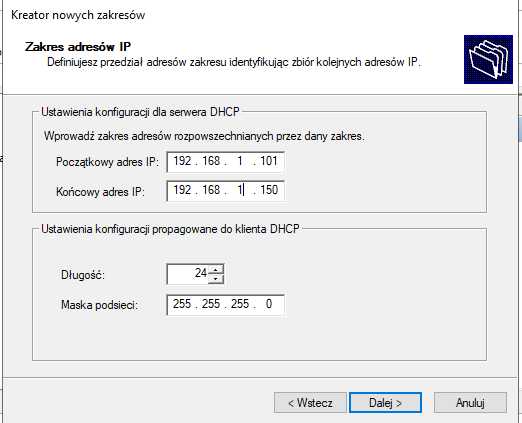 Kreator nowych zakresów
Zakres adresów IP
Definiujesz przedział adresów zakresu identyfikując zbiór kolejnych adresów IP.
Ustawienia konfiguracji dla serwera DHCP
Wprowadź zakres adresów rozpowszechnianych przez dany zakres.
Początkowy adres IP: 192 . 168 . 1 . 101
Końcowy adres IP: 192 . 168 . 1 . 150
Ustawienia konfiguracji propagowane do klienta DHCP
Długość: 24
Maska podsieci: 255 . 255 . 255 . 0
< Wstecz Dalej > Anuluj